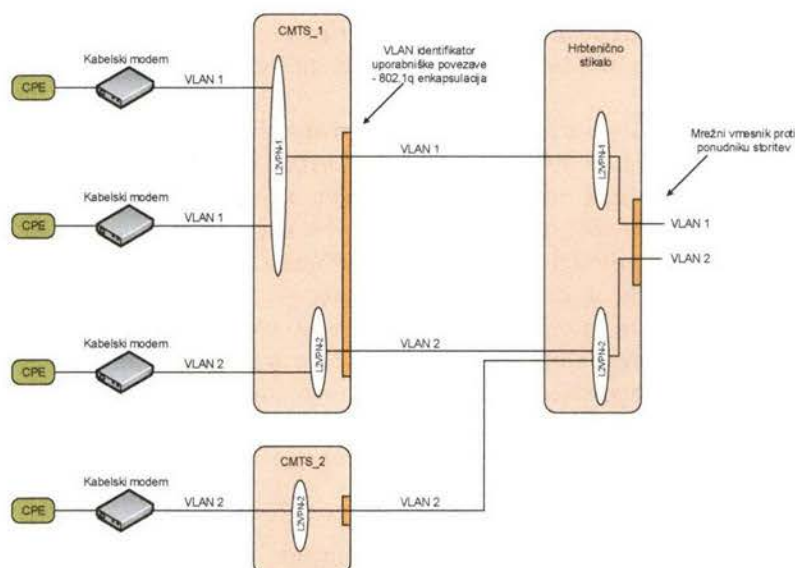 CMTS_1
Hrbtenično
stikalo
VLAN identifikator
uporabniške povezave
- 802.1q enkapsulacija
Mrežni vmesnik proti
ponudniku storitev
Kabelski modem
CPE
VLAN 1
L2VPN-1
VLAN 1
L2VPN-1
VLAN 1
VLAN 2
Kabelski modem
CPE
VLAN 1
Kabelski modem
CPE
VLAN 2
L2VPN-2
VLAN 2
L2VPN-2
CMTS_2
Kabelski modem
CPE
VLAN 2
L2VPN-2
VLAN 2